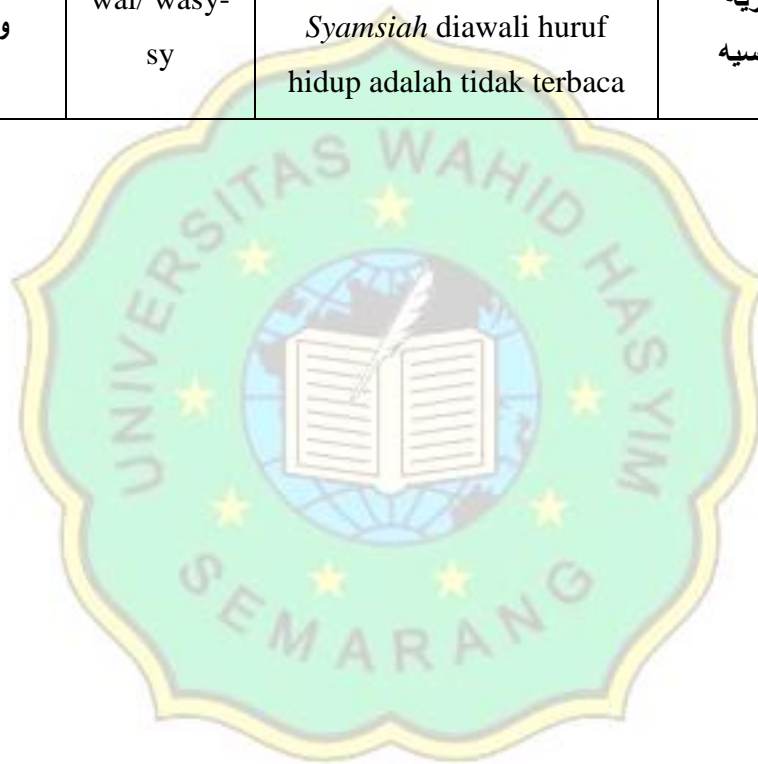 wal/ wasy-
sy
Syamsiah diawali huruf
hidup adalah tidak terbaca
UNIVERSITAS WAHID HASYIM
SEMARANG